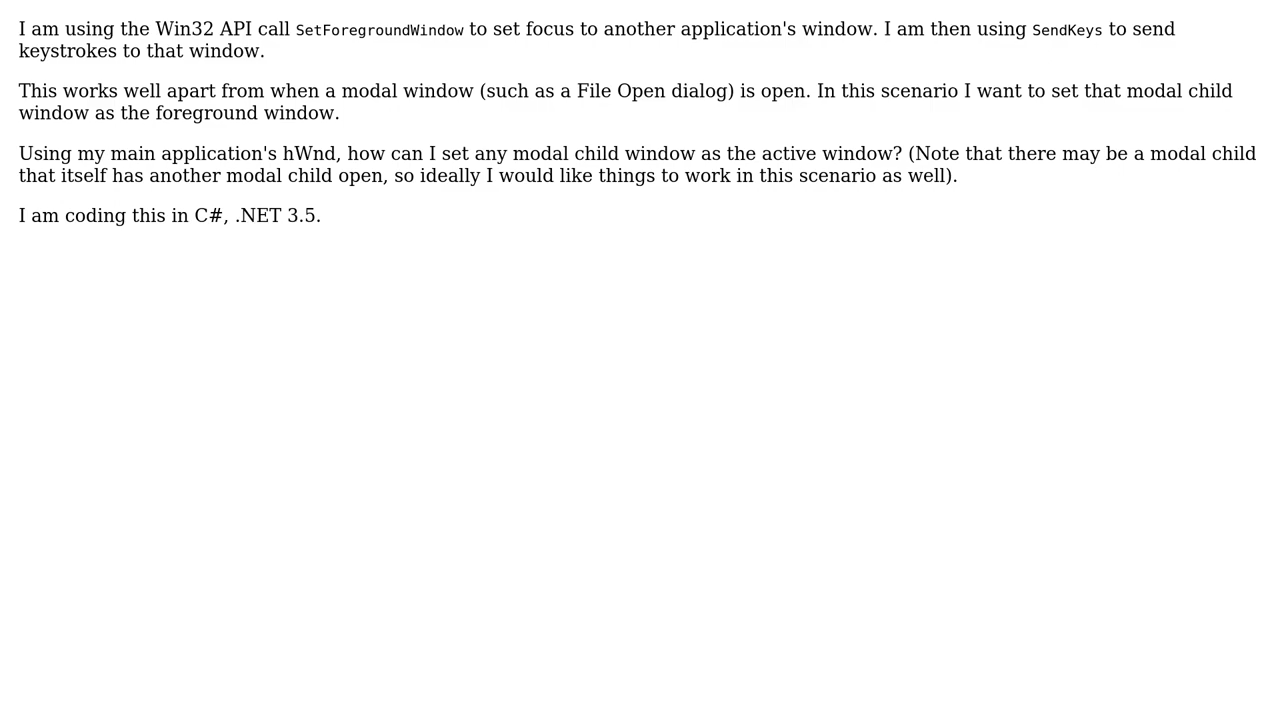 I am using the Win32 API call SetForegroundWindow to set focus to another application's window. I am then using SendKeys to send
keystrokes to that window.
This works well apart from when a modal window (such as a File Open dialog) is open. In this scenario I want to set that modal child
window as the foreground window.
Using my main application's hWnd, how can I set any modal child window as the active window? (Note that there may be a modal child
that itself has another modal child open, so ideally I would like things to work in this scenario as well).
I am coding this in C#, .NET 3.5.